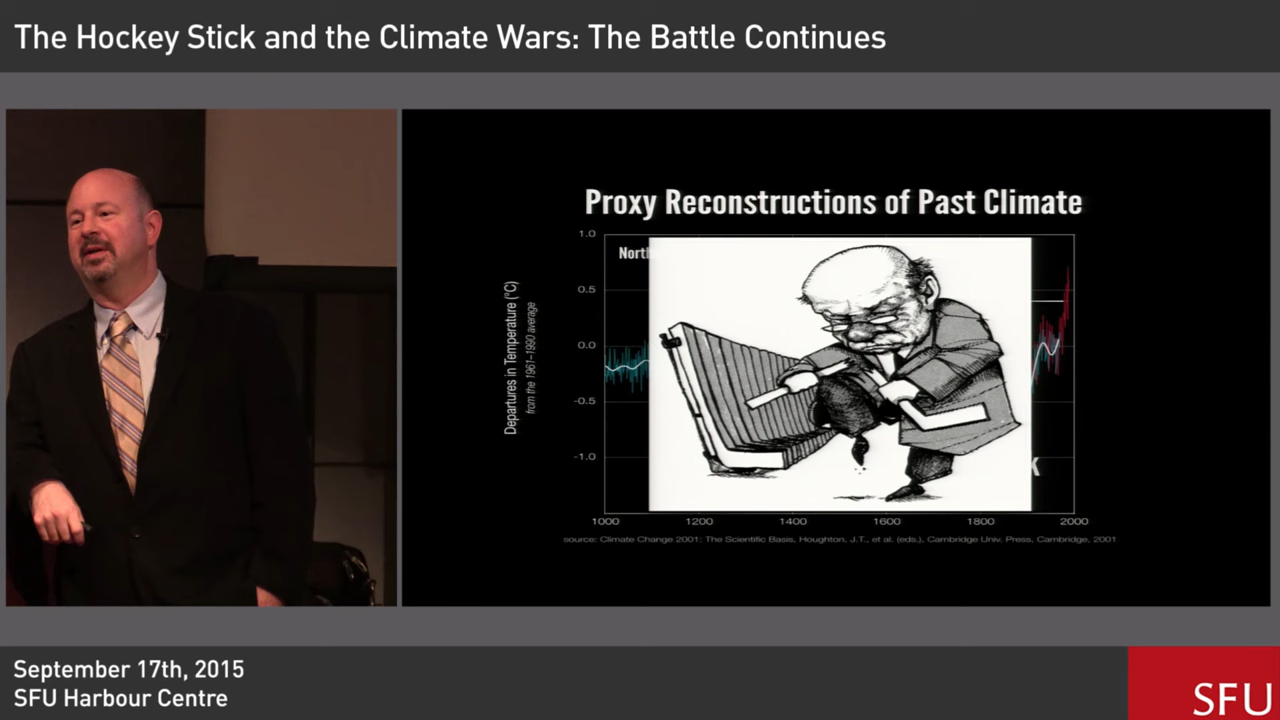 The Hockey Stick and the Climate Wars: The Battle Continues
Proxy Reconstructions of Past Climate
1.0
0.5
0.0
-0.5
-1.0
North
Departures in Temperature (°C)
from the 1961–1990 average
K
1000 1200 1400 1600 1800 2000
source: Climate Change 2001: The Scientific Basis, Houghton, J.T., et al. (eds.), Cambridge Univ. Press, Cambridge, 2001
September 17th, 2015
SFU Harbour Centre
SFU